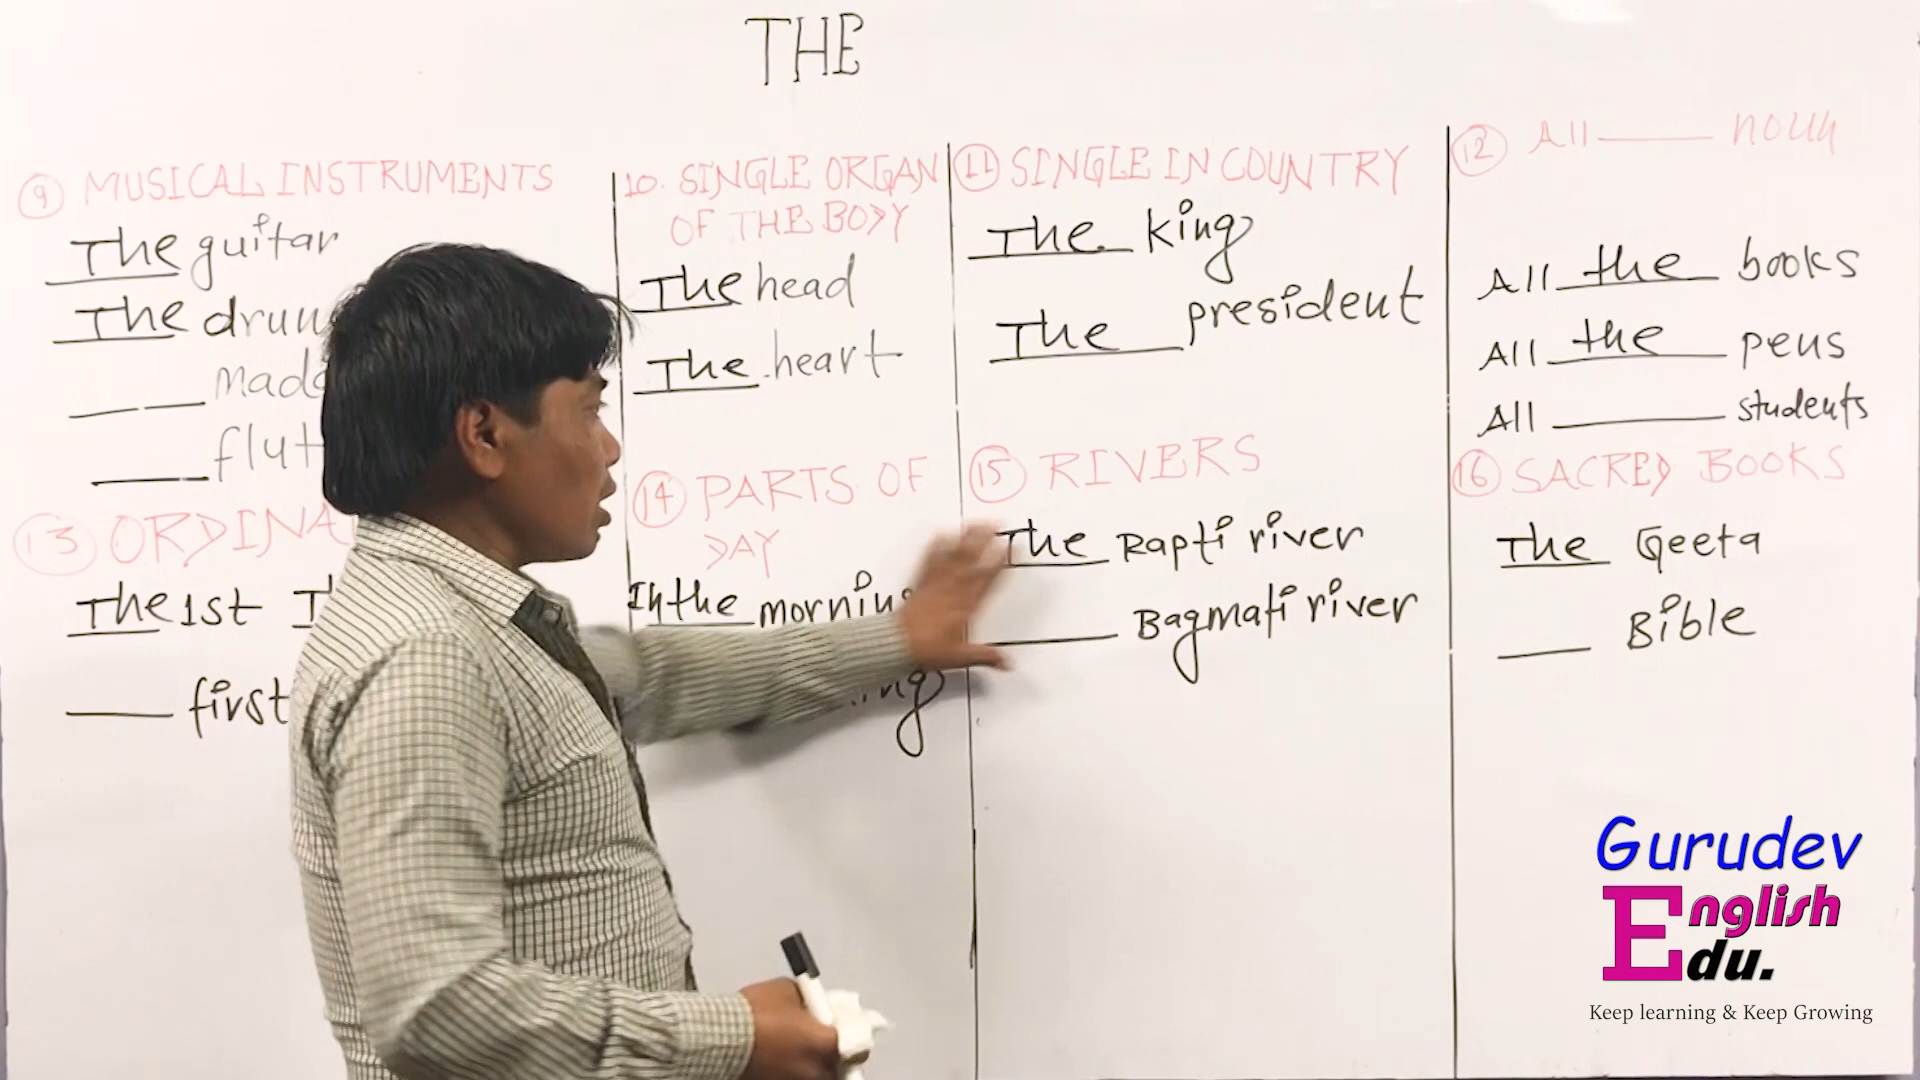 THE
9 MUSICAL INSTRUMENTS
The guitar
The
flut
10. SINGLE ORGAN
OF THE BODY
The head
The heart
11 SINGLE IN COUNTRY
The king
The president
12 All noun
All the books
All the pens
All students
13 ORDINA
The 1st
first
14 PARTS OF
DAY
In the morning
15 RIVERS
The Rapti river
Bagmati river
16 SACRED BOOKS
The Geeta
Bible
Gurudev
English
Edu.
Keep learning & Keep Growing